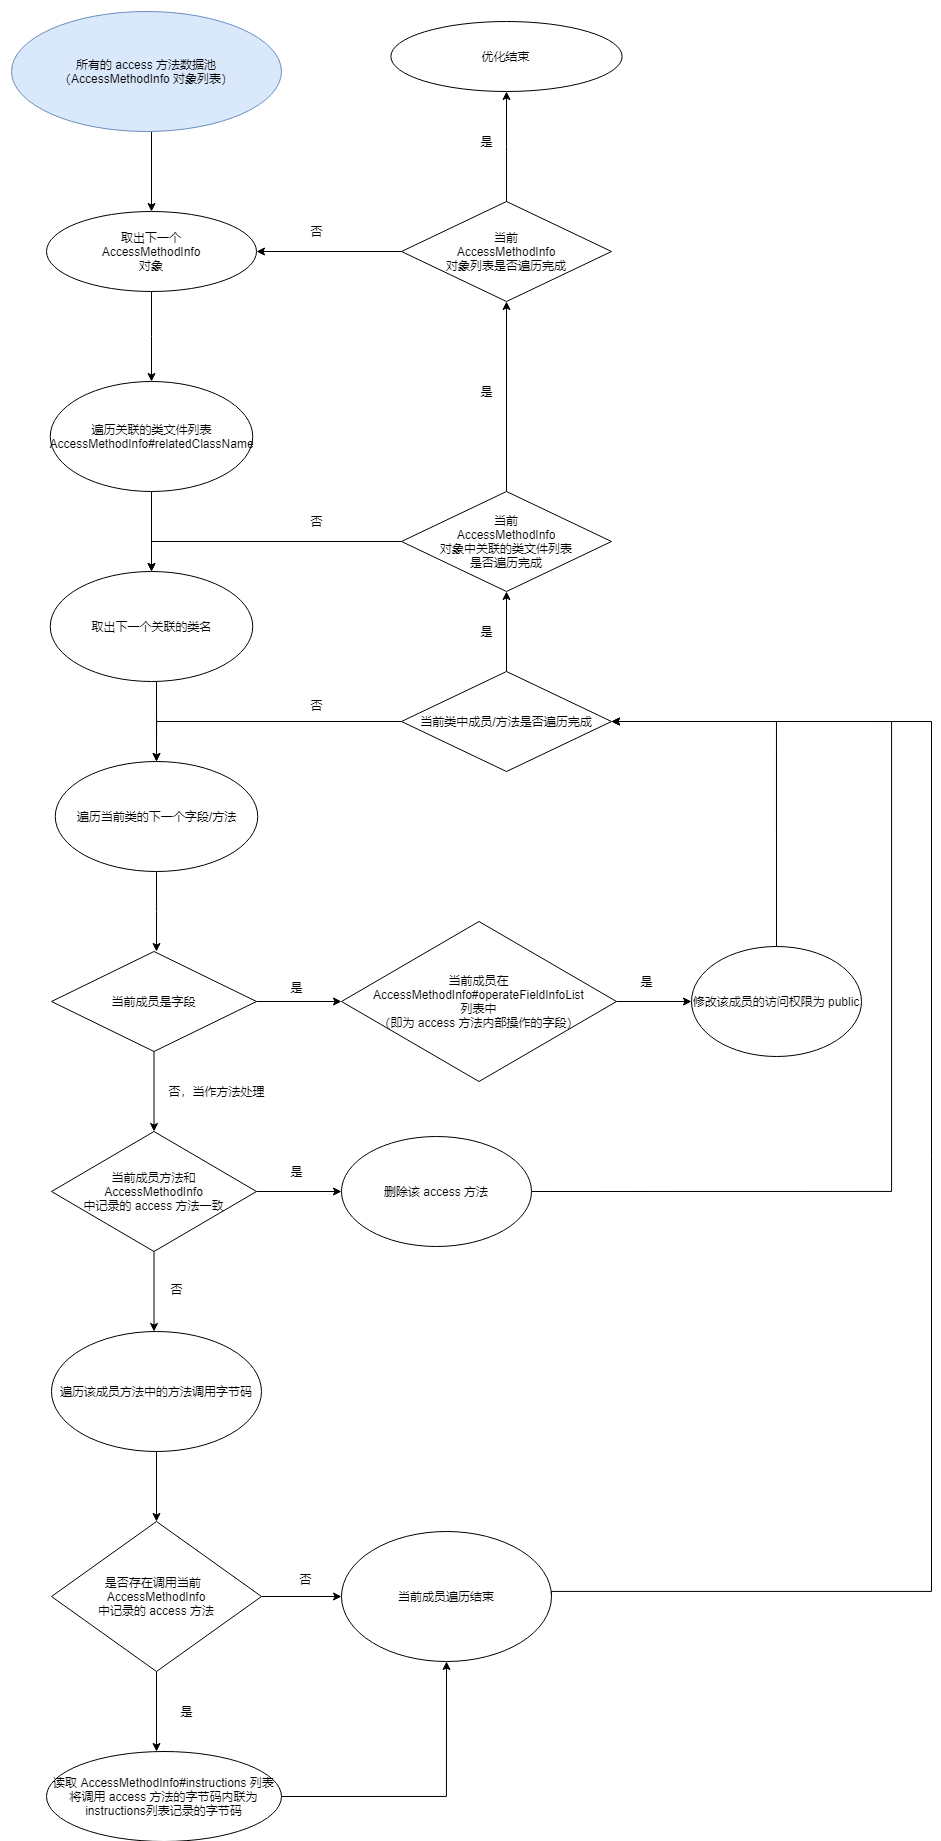 所有的 access 方法数据池
（AccessMethodInfo 对象列表）
优化结束
是
取出下一个
AccessMethodInfo
对象
否
当前
AccessMethodInfo
对象列表是否遍历完成
是
遍历关联的类文件列表
AccessMethodInfo#relatedClassName
否
当前
AccessMethodInfo
对象中关联的类文件列表
是否遍历完成
取出下一个关联的类名
是
否
当前类中成员/方法是否遍历完成
遍历当前类的下一个字段/方法
当前成员是字段
是
当前成员在
AccessMethodInfo#operateFieldInfoList
列表中
（即为 access 方法内部操作的字段）
是
修改该成员的访问权限为 public
否，当作方法处理
当前成员方法和
AccessMethodInfo
中记录的 access 方法一致
是
删除该 access 方法
否
遍历该成员方法中的方法调用字节码
是否存在调用当前
AccessMethodInfo
中记录的 access 方法
否
当前成员遍历结束
是
读取 AccessMethodInfo#instructions 列表
将调用 access 方法的字节码内联为
instructions列表记录的字节码